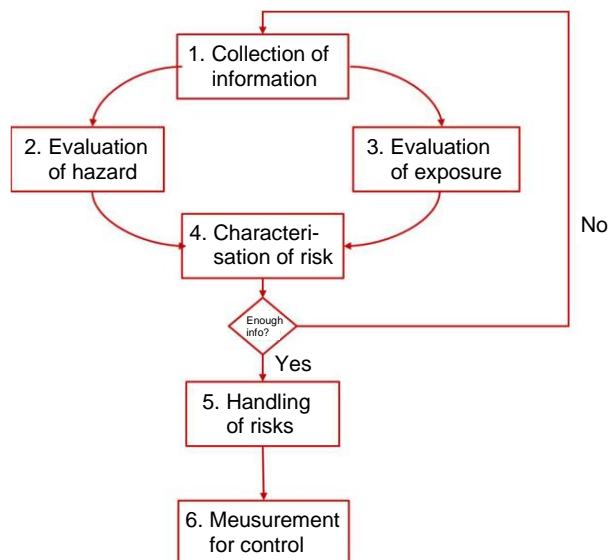 1. Collection of
information
2. Evaluation
of hazard
3. Evaluation
of exposure
4. Characteri-
sation of risk
No
Enough
info?
Yes
5. Handling
of risks
6. Meusurement
for control